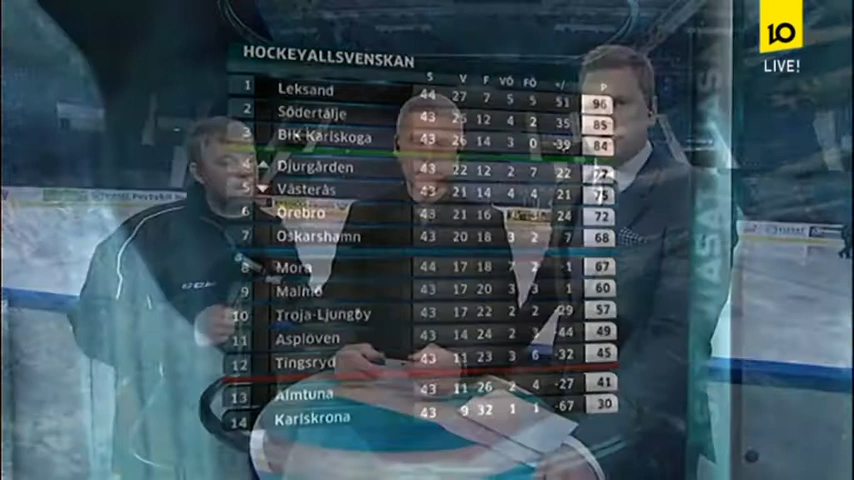 10
LIVE!
HOCKEYALLSVENSKAN
S V F VÖ FÖ +/- P
1 Leksand 44 27 7 5 5 51 96
2 Södertälje 43 25 12 4 2 35 85
3 BIK Karlskoga 43 26 14 3 0 -39 84
4 Djurgården 43 22 12 2 7 22
5 Västerås 43 21 14 4 4 21 75
6 Örebro 43 21 16 24 72
7 Oskarshamn 43 20 18 3 2 7 68
8 Mora 44 17 18 7 2 -1 67
9 Malmö 43 17 20 3 3 1 60
10 Troja-Ljungby 43 17 22 2 2 -29 57
11 Asplöven 43 14 24 2 3 -44 49
12 Tingsryd 43 11 23 3 6 -32 45
13 Almtuna 43 11 26 2 4 -27 41
14 Karlskrona 43 9 32 1 1 -67 30
VIASAT
CCM